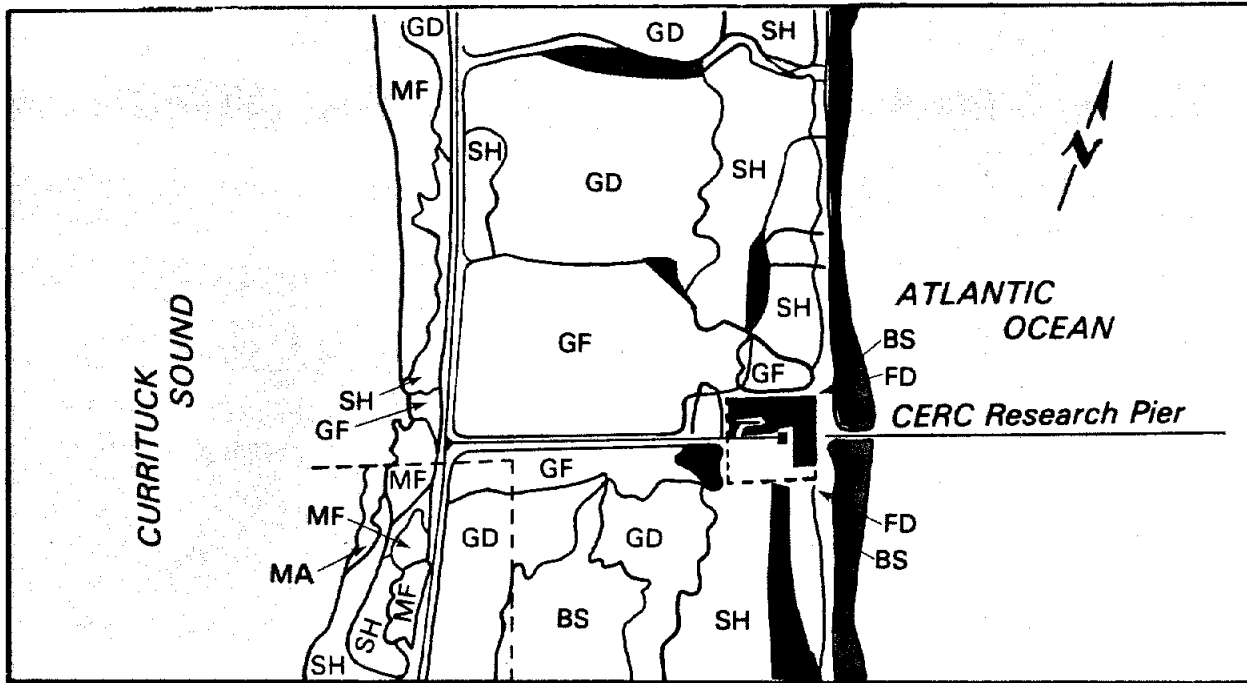 GD
GD
SH
MF
SH
SH
GD
N
ATLANTIC
OCEAN
SH
CURRITUCK
SOUND
GF
BS
SH
GF
FD
GF
CERC Research Pier
GF
MF
MF
GD
GD
FD
MA
BS
MF
BS
SH
SH
SH